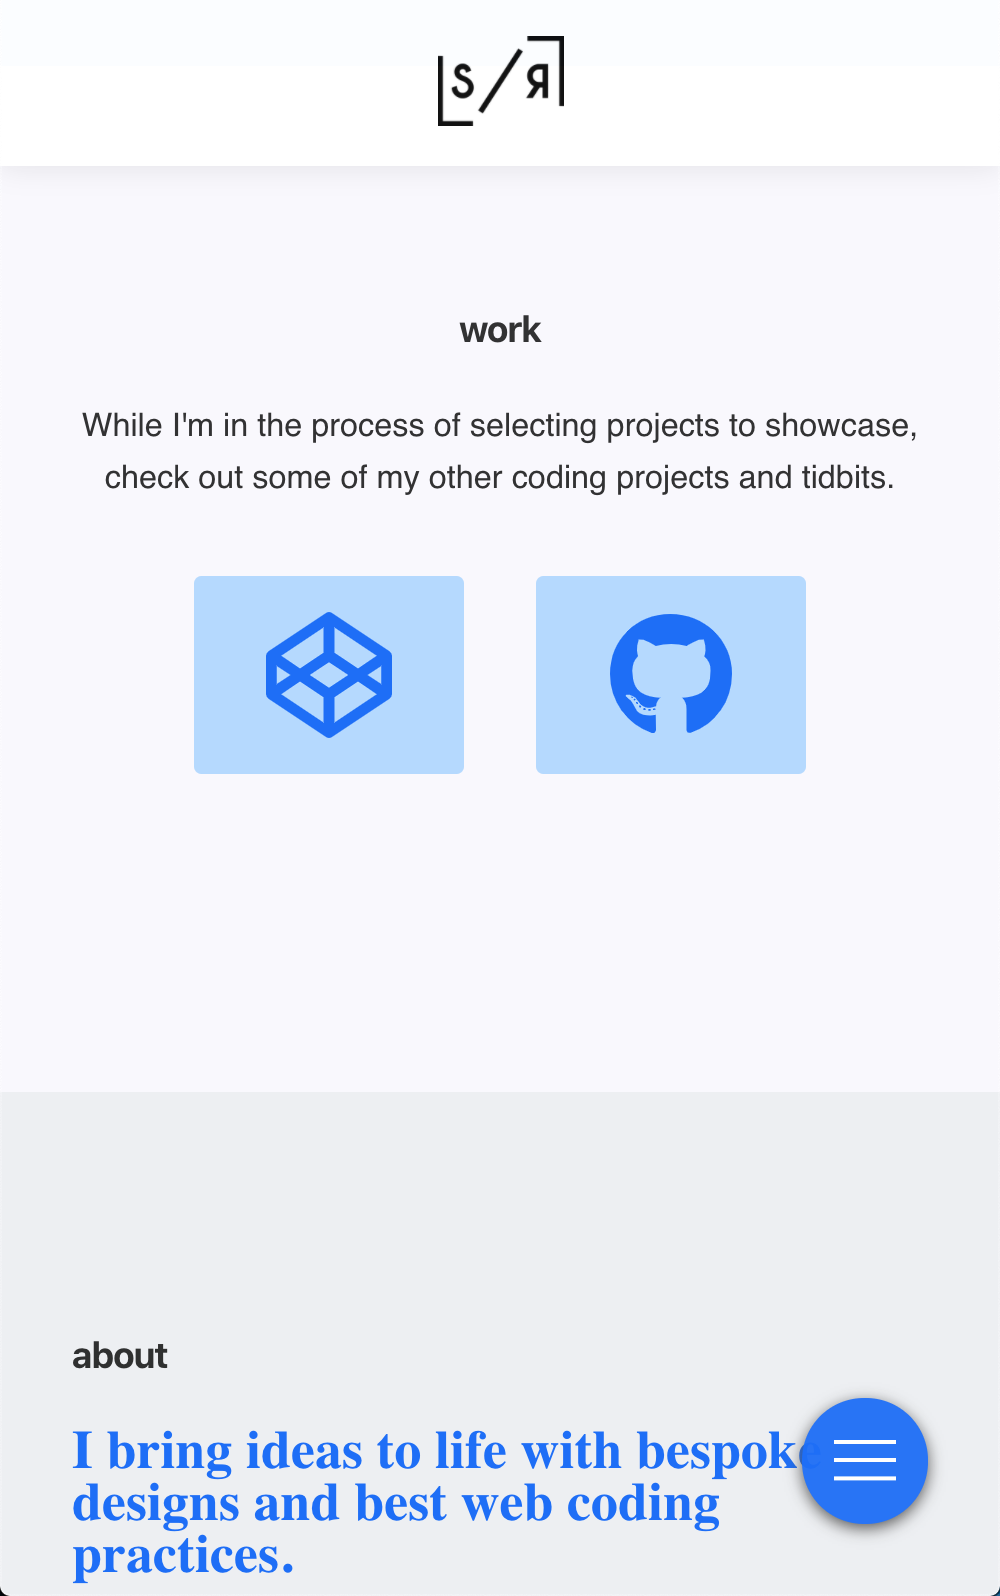 S/R
work
While I'm in the process of selecting projects to showcase,
check out some of my other coding projects and tidbits.
about
I bring ideas to life with bespoke
designs and best web coding
practices.